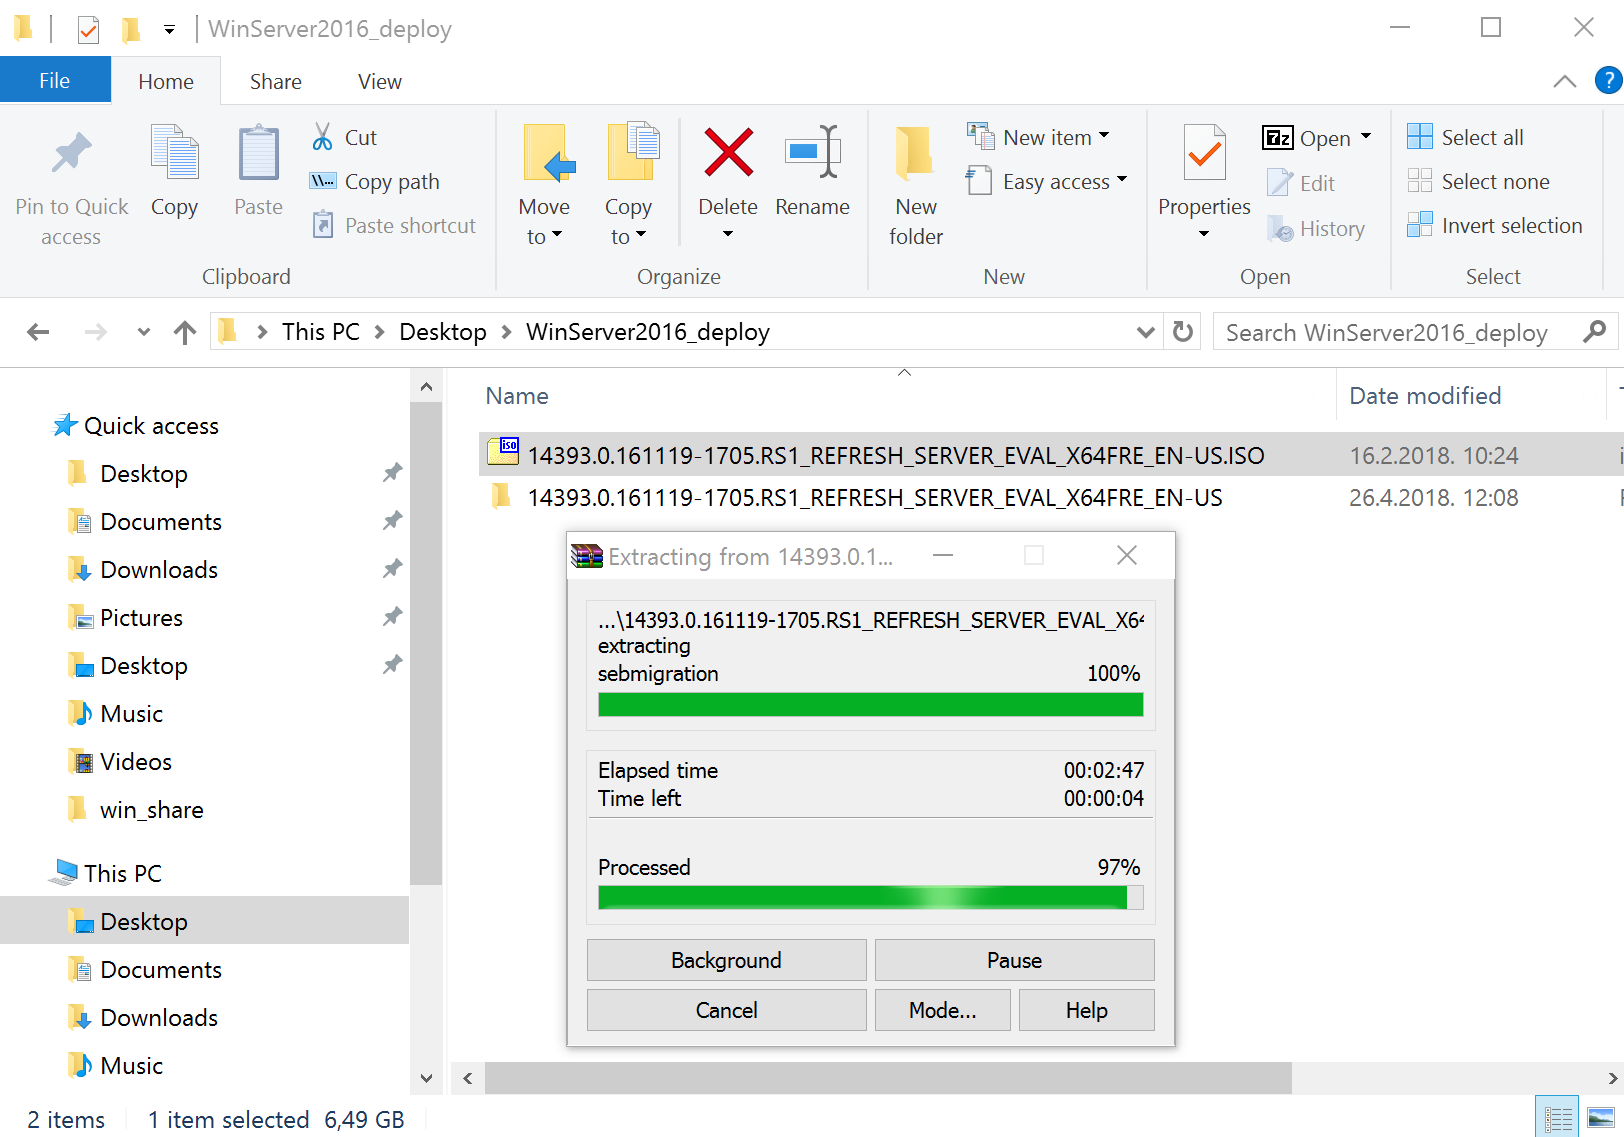 WinServer2016_deploy
File Home Share View
Pin to Quick access
Copy
Paste
Cut
Copy path
Paste shortcut
Clipboard
Move to
Copy to
Delete
Rename
Organize
New folder
New item
Easy access
New
Properties
Open
Edit
History
Open
Select all
Select none
Invert selection
Select
This PC > Desktop > WinServer2016_deploy
Search WinServer2016_deploy
Quick access
Desktop
Documents
Downloads
Pictures
Desktop
Music
Videos
win_share
This PC
Desktop
Documents
Downloads
Music
Name Date modified
iso 14393.0.161119-1705.RS1_REFRESH_SERVER_EVAL_X64FRE_EN-US.ISO 16.2.2018. 10:24
14393.0.161119-1705.RS1_REFRESH_SERVER_EVAL_X64FRE_EN-US 26.4.2018. 12:08
Extracting from 14393.0.1...
...\14393.0.161119-1705.RS1_REFRESH_SERVER_EVAL_X64
extracting
sebmigration 100%
Elapsed time 00:02:47
Time left 00:00:04
Processed 97%
Background Pause
Cancel Mode... Help
2 items 1 item selected 6,49 GB